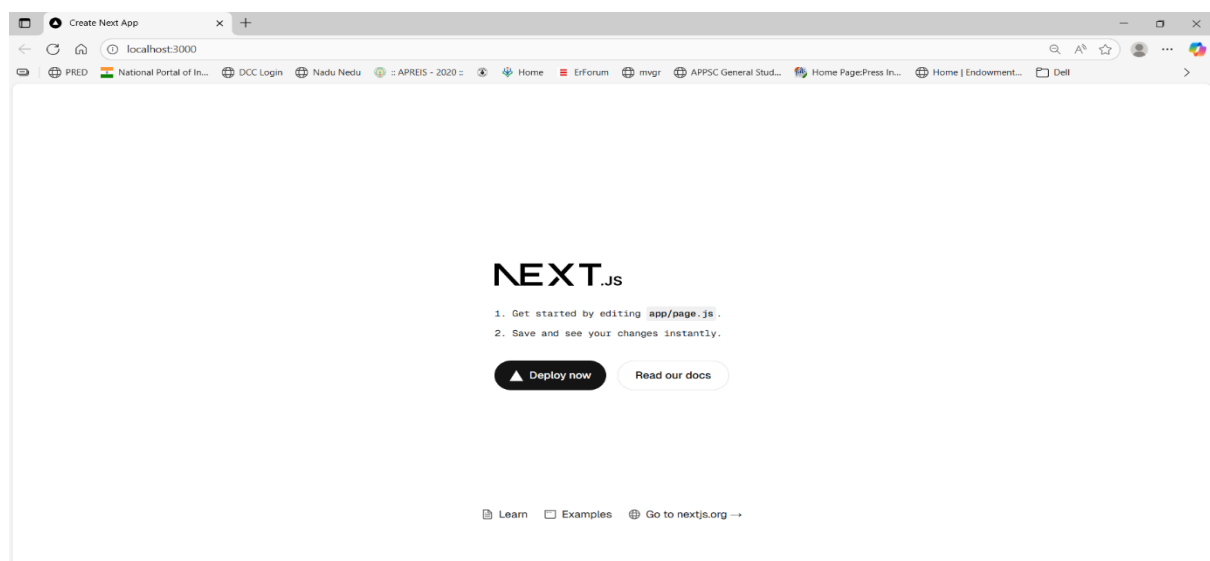 Create Next App
localhost:3000
PRED National Portal of In... DCC Login Nadu Nedu :: APREIS - 2020 :: Home ErForum mvgr APPSC General Stud... Home Page:Press In... Home | Endowment... Dell
NEXT.JS
1. Get started by editing app/page.js.
2. Save and see your changes instantly.
Deploy now Read our docs
Learn Examples Go to nextjs.org →